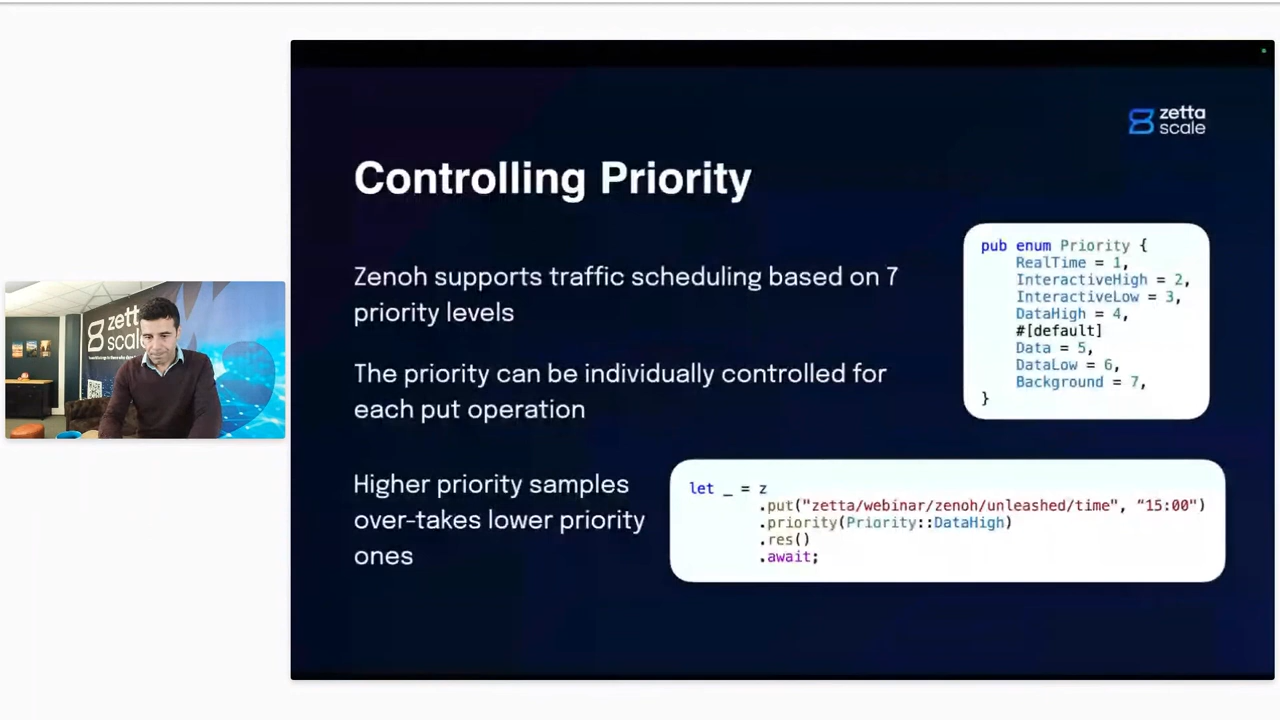 zetta
scale
Controlling Priority
Zenoh supports traffic scheduling based on 7
priority levels
The priority can be individually controlled for
each put operation
Higher priority samples
over-takes lower priority
ones
pub enum Priority {
    RealTime = 1,
    InteractiveHigh = 2,
    InteractiveLow = 3,
    DataHigh = 4,
    #[default]
    Data = 5,
    DataLow = 6,
    Background = 7,
}
let _ = z
        .put("zetta/webinar/zenoh/unleashed/time", “15:00")
        .priority(Priority::DataHigh)
        .res()
        .await;
zett
scal